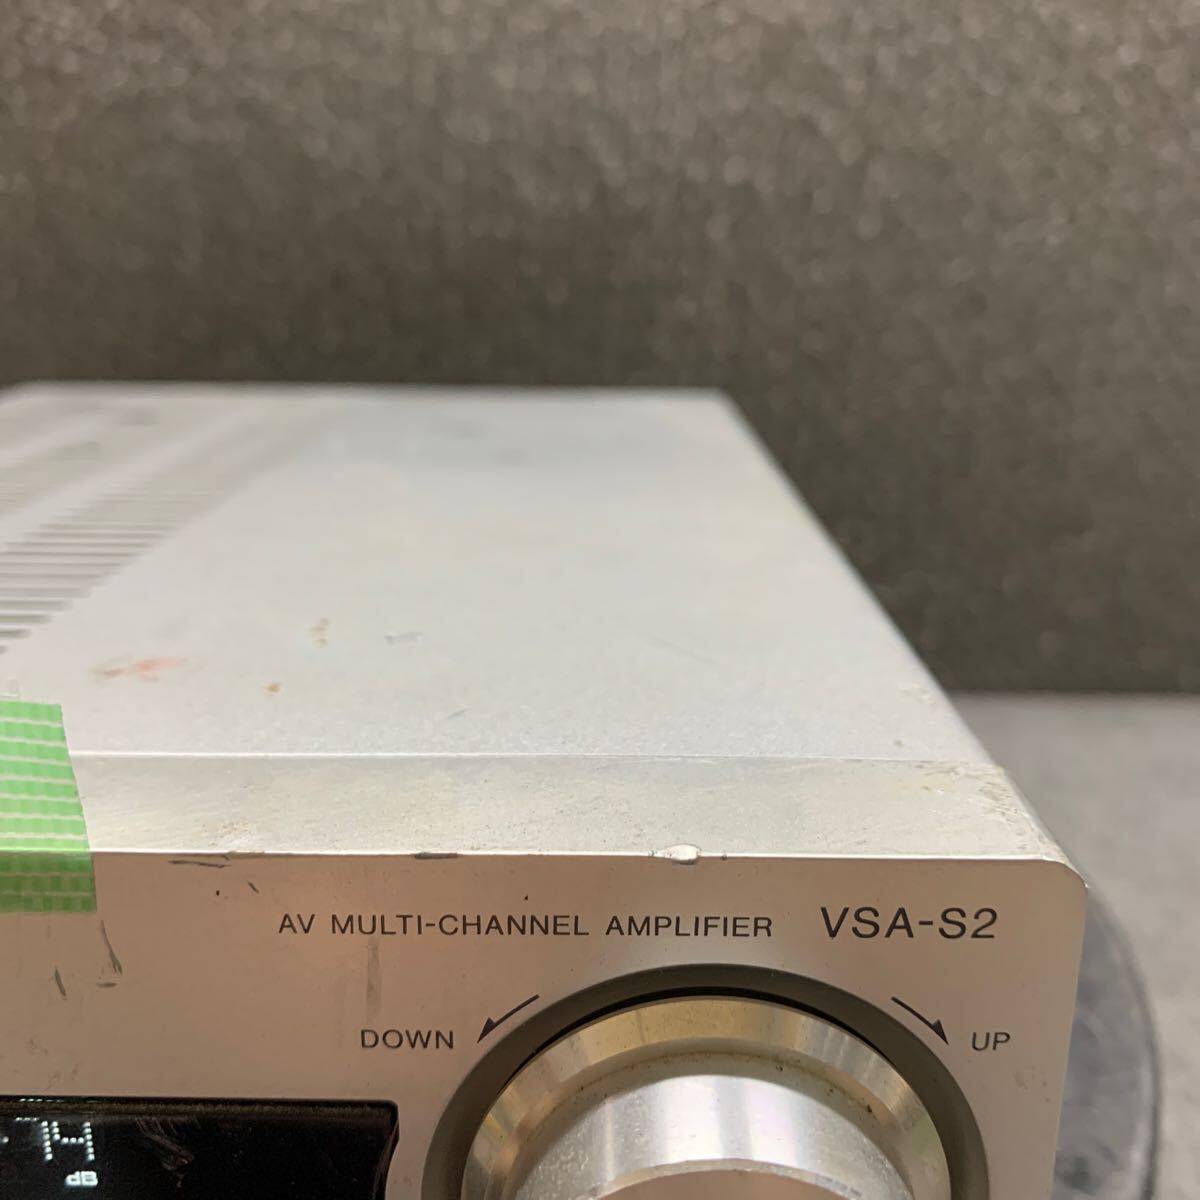 AV MULTI-CHANNEL AMPLIFIER VSA-S2
DOWN UP
dB